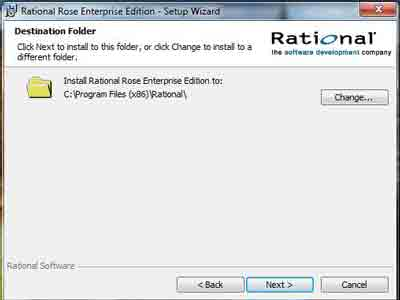 Rational Rose Enterprise Edition - Setup Wizard
Destination Folder
Click Next to install to this folder, or click Change to install to a
different folder.
Rational®
the software development company
Install Rational Rose Enterprise Edition to:
C:\Program Files (x86)\Rational\
Change...
Rational Software
< Back
Next >
Cancel